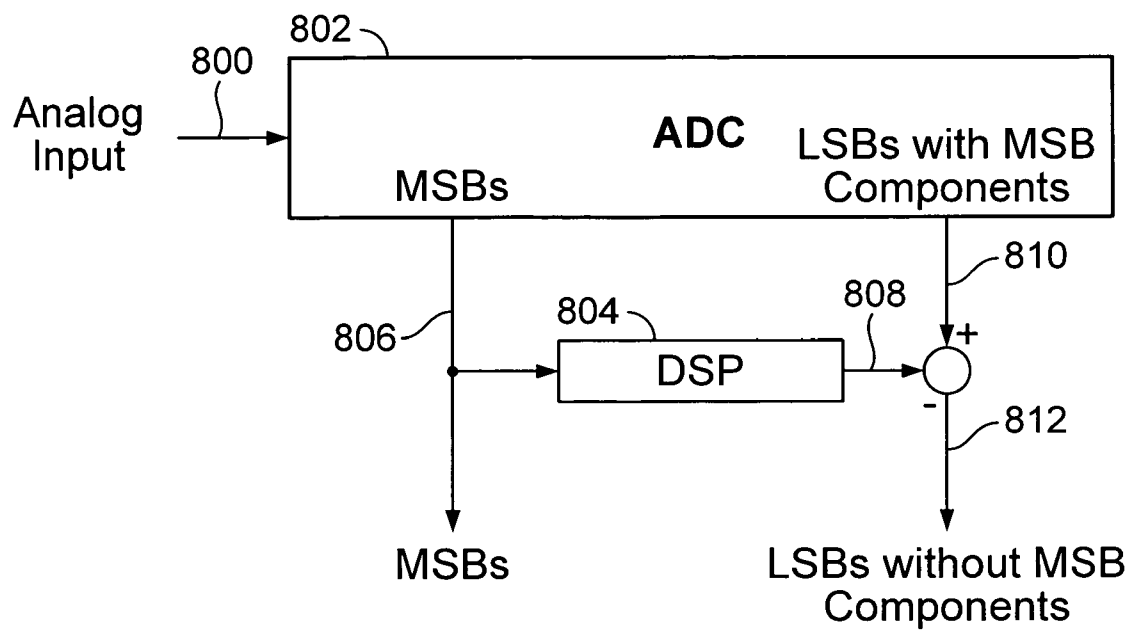 802
800
Analog
Input
ADC
LSBs with MSB
Components
MSBs
810
808
804
806
+
DSP
-
812
MSBs
LSBs without MSB
Components